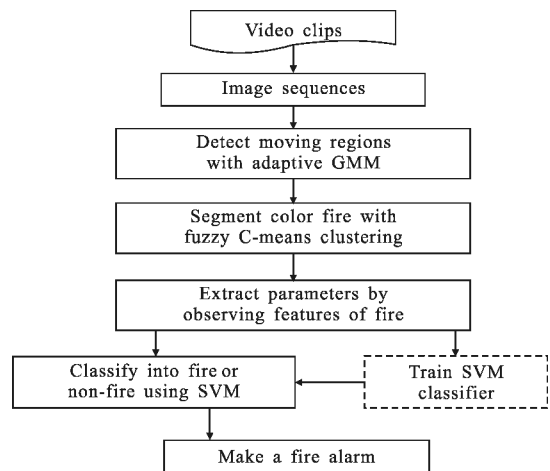 Video clips
Image sequences
Detect moving regions
with adaptive GMM
Segment color fire with
fuzzy C-means clustering
Extract parameters by
observing features of fire
Classify into fire or
non-fire using SVM
Train SVM
classifier
Make a fire alarm